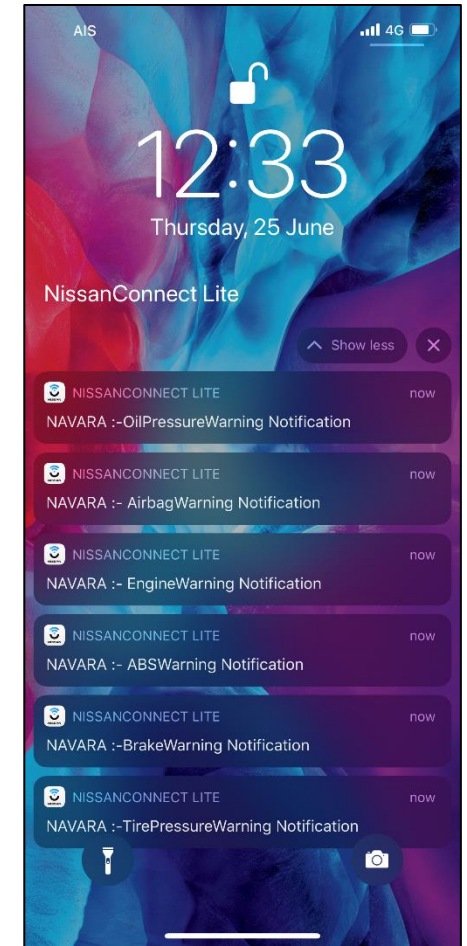 AIS
4G
12:33
Thursday, 25 June
NissanConnect Lite
Show less
NISSANCONNECT LITE now
NAVARA :-OilPressureWarning Notification
NISSANCONNECT LITE now
NAVARA :- AirbagWarning Notification
NISSANCONNECT LITE now
NAVARA :- EngineWarning Notification
NISSANCONNECT LITE now
NAVARA :- ABSWarning Notification
NISSANCONNECT LITE now
NAVARA :-BrakeWarning Notification
NISSANCONNECT LITE now
NAVARA :-TirePressureWarning Notification